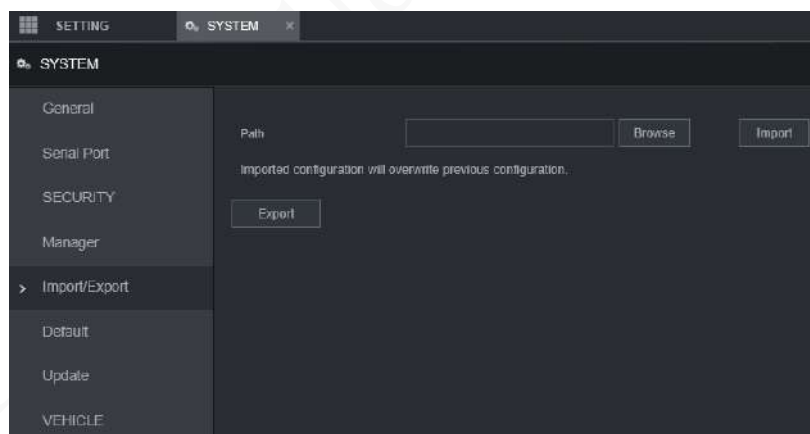 SETTING SYSTEM ×
SYSTEM
General
Serial Port
SECURITY
Manager
Import/Export
Default
Update
VEHICLE
Path Browse Import
Imported configuration will overwrite previous configuration.
Export